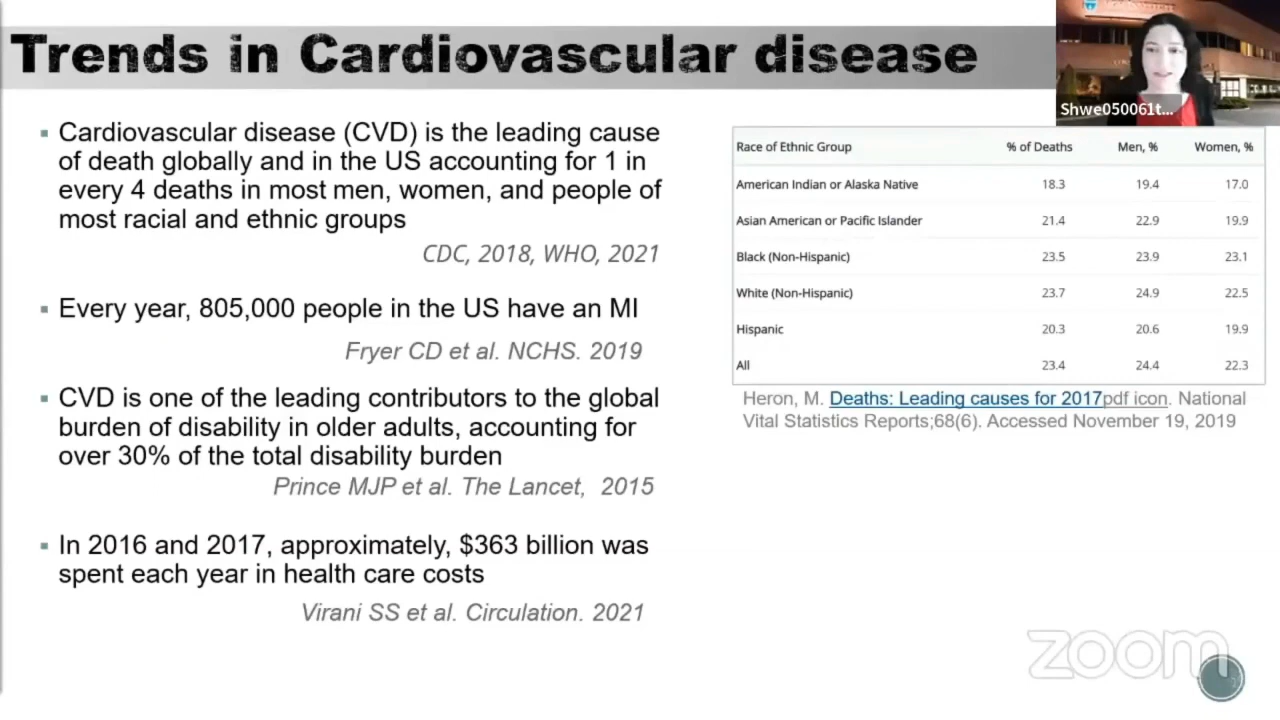 Trends in Cardiovascular disease
Shwe050061t...
▪ Cardiovascular disease (CVD) is the leading cause
of death globally and in the US accounting for 1 in
every 4 deaths in most men, women, and people of
most racial and ethnic groups
CDC, 2018, WHO, 2021
▪ Every year, 805,000 people in the US have an MI
Fryer CD et al. NCHS. 2019
▪ CVD is one of the leading contributors to the global
burden of disability in older adults, accounting for
over 30% of the total disability burden
Prince MJP et al. The Lancet, 2015
▪ In 2016 and 2017, approximately, $363 billion was
spent each year in health care costs
Virani SS et al. Circulation. 2021
Race of Ethnic Group % of Deaths Men, % Women, %
American Indian or Alaska Native 18.3 19.4 17.0
Asian American or Pacific Islander 21.4 22.9 19.9
Black (Non-Hispanic) 23.5 23.9 23.1
White (Non-Hispanic) 23.7 24.9 22.5
Hispanic 20.3 20.6 19.9
All 23.4 24.4 22.3
Heron, M. Deaths: Leading causes for 2017pdf icon. National
Vital Statistics Reports;68(6). Accessed November 19, 2019
zoom